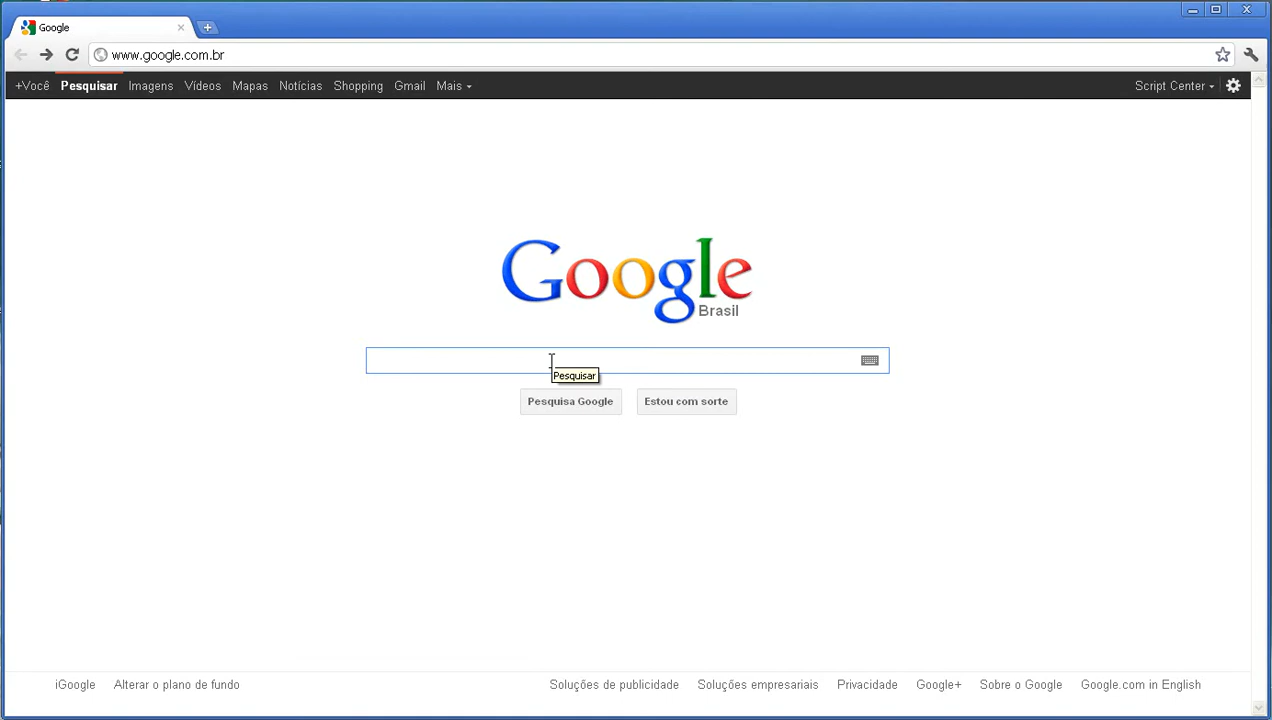 Google
www.google.com.br
+Você Pesquisar Imagens Vídeos Mapas Notícias Shopping Gmail Mais Script Center
Google
Brasil
Pesquisar
Pesquisa Google Estou com sorte
iGoogle Alterar o plano de fundo Soluções de publicidade Soluções empresariais Privacidade Google+ Sobre o Google Google.com in English